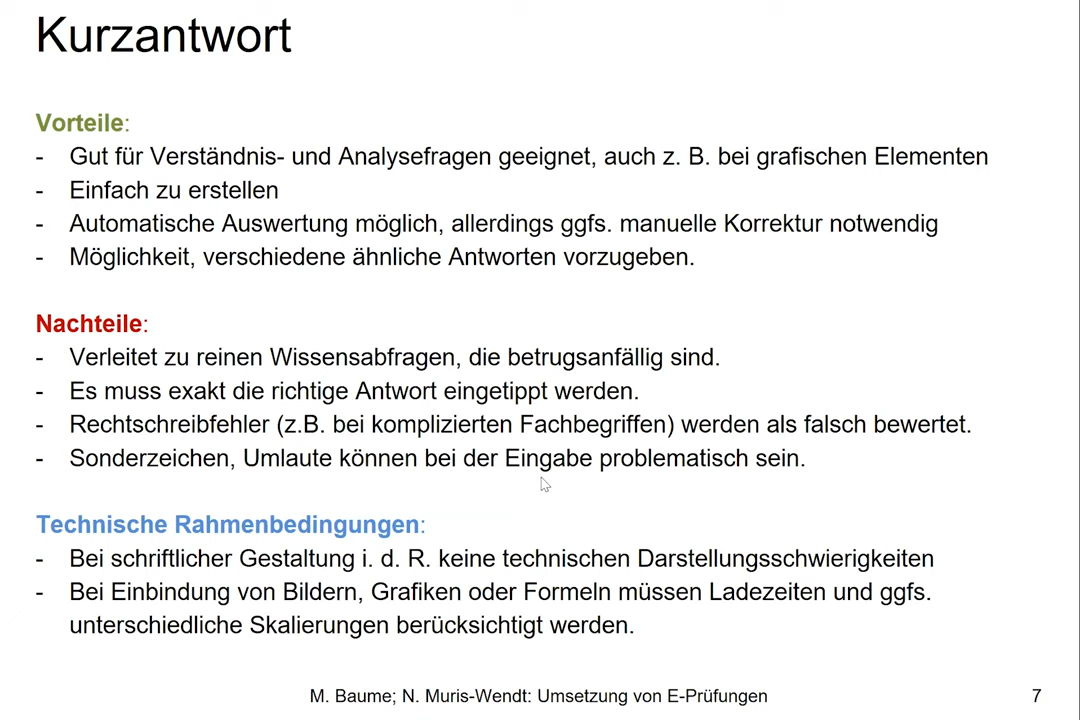 Kurzantwort
Vorteile:
- Gut für Verständnis- und Analysefragen geeignet, auch z. B. bei grafischen Elementen
- Einfach zu erstellen
- Automatische Auswertung möglich, allerdings ggfs. manuelle Korrektur notwendig
- Möglichkeit, verschiedene ähnliche Antworten vorzugeben.
Nachteile:
- Verleitet zu reinen Wissensabfragen, die betrugsanfällig sind.
- Es muss exakt die richtige Antwort eingetippt werden.
- Rechtschreibfehler (z.B. bei komplizierten Fachbegriffen) werden als falsch bewertet.
- Sonderzeichen, Umlaute können bei der Eingabe problematisch sein.
Technische Rahmenbedingungen:
- Bei schriftlicher Gestaltung i. d. R. keine technischen Darstellungsschwierigkeiten
- Bei Einbindung von Bildern, Grafiken oder Formeln müssen Ladezeiten und ggfs.
unterschiedliche Skalierungen berücksichtigt werden.
M. Baume; N. Muris-Wendt: Umsetzung von E-Prüfungen
7